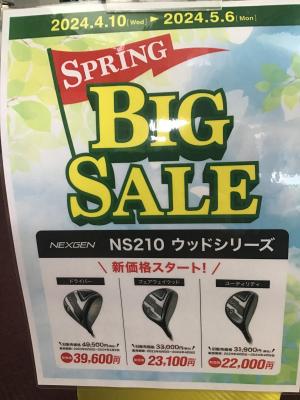 2024.4.10[Wed] ▶ 2024.5.6[Mon]
SPRING
BIG
SALE
NEXGEN NS210 ウッドシリーズ
\ 新価格スタート! /
ドライバー
フェアウェイウッド
ユーティリティ
49,500円
33,000円
31,900円
39,600円
23,100円
22,000円